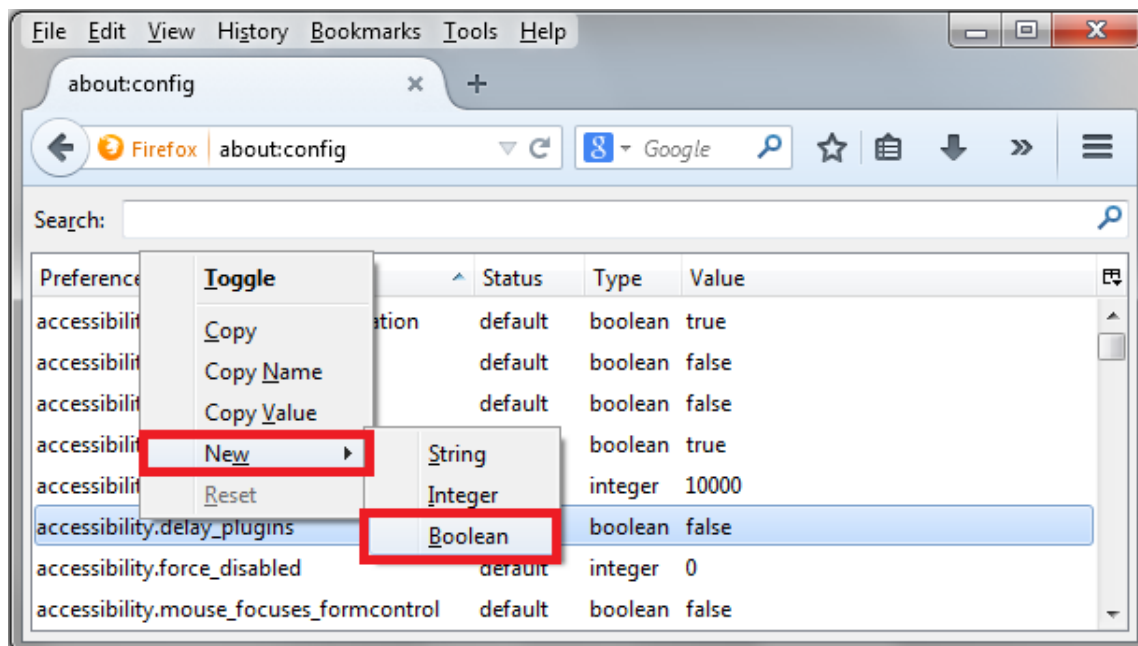 File Edit View History Bookmarks Tools Help
about:config
Firefox about:config Google
Search:
Preference Status Type Value
Toggle
accessibilit ation default boolean true
Copy
accessibilit default boolean false
Copy Name
accessibilit default boolean false
Copy Value
accessibilit boolean true
New String
accessibilit integer 10000
Reset Integer
accessibility.delay_plugins boolean false
Boolean
accessibility.force_disabled default integer 0
accessibility.mouse_focuses_formcontrol default boolean false